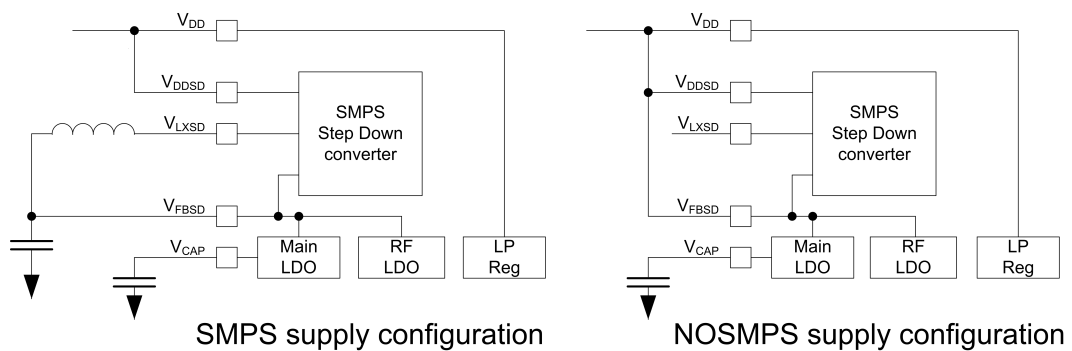 VDD
VDDSD
VLXSD
SMPS
Step Down
converter
VFBSD
VCAP
Main
LDO
RF
LDO
LP
Reg
SMPS supply configuration
VDD
VDDSD
VLXSD
SMPS
Step Down
converter
VFBSD
VCAP
Main
LDO
RF
LDO
LP
Reg
NOSMPS supply configuration